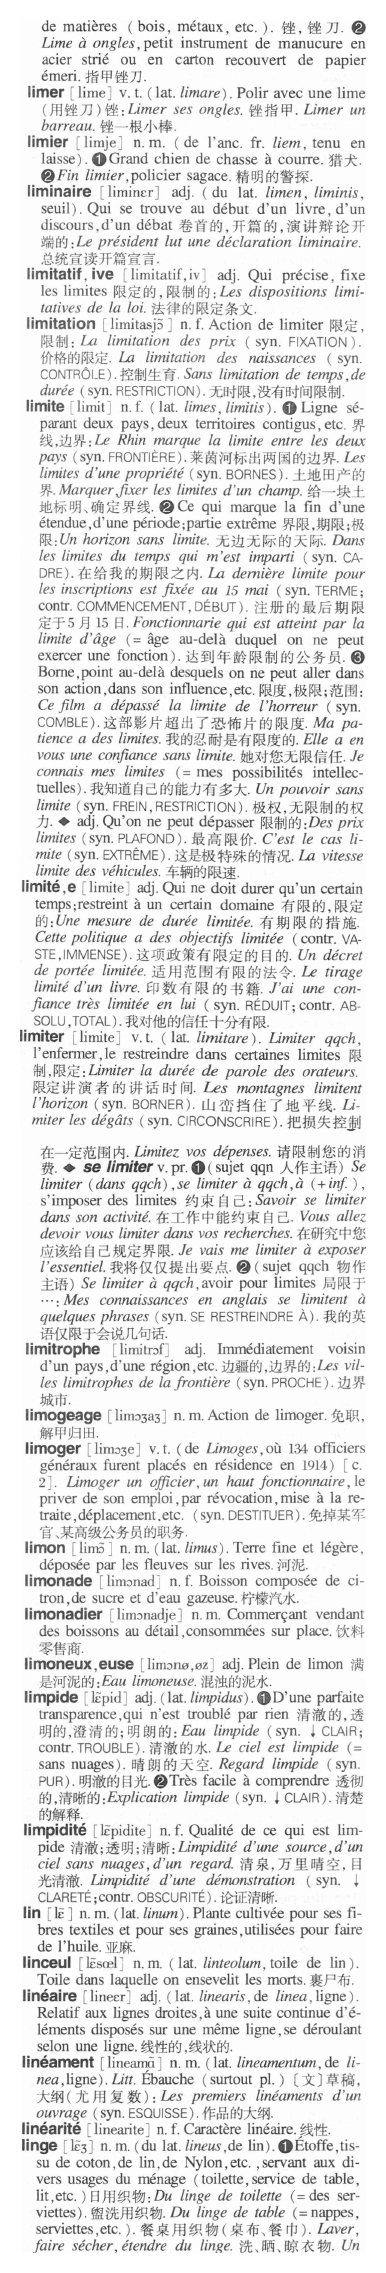 de matières ( bois, métaux, etc. ). 锉, 锉刀. ❷
Lime à ongles, petit instrument de manucure en
acier strié ou en carton recouvert de papier
émeri. 指甲锉刀.
limer [lime] v. t. (lat. limare). Polir avec une lime
(用锉刀)锉: Limer ses ongles. 锉指甲. Limer un
barreau. 锉一根小棒.
limier [limje] n. m. ( de l'anc. fr. liem, tenu en
laisse). ❶Grand chien de chasse à courre. 猎犬.
❷Fin limier, policier sagace. 精明的警探.
liminaire [liminɛr] adj. ( du lat. limen, liminis,
seuil). Qui se trouve au début d'un livre, d'un
discours, d'un débat 卷首的, 开篇的, 演讲辩论开
端的: Le président lut une déclaration liminaire.
总统宣读开篇宣言.
limitatif, ive [limitatif, iv] adj. Qui précise, fixe
les limites 限定的, 限制的: Les dispositions limi-
tatives de la loi. 法律的限定条文.
limitation [limitasjɔ̃] n. f. Action de limiter 限定,
限制: La limitation des prix ( syn. FIXATION ).
价格的限定. La limitation des naissances ( syn.
CONTRÔLE). 控制生育. Sans limitation de temps, de
durée (syn. RESTRICTION). 无时限, 没有时间限制.
limite [limit] n. f. ( lat. limes, limitis). ❶ Ligne sé-
parant deux pays, deux territoires contigus, etc. 界
线, 边界: Le Rhin marque la limite entre les deux
pays (syn. FRONTIÈRE). 莱茵河标出两国的边界. Les
limites d'une propriété (syn. BORNES). 土地田产的
界. Marquer, fixer les limites d'un champ. 给一块土
地标明、确定界线. ❷Ce qui marque la fin d'une
étendue, d'une période; partie extrême 界限, 期限; 极
限: Un horizon sans limite. 无边无际的天际. Dans
les limites du temps qui m'est imparti ( syn. CA-
DRE). 在给我的期限之内. La dernière limite pour
les inscriptions est fixée au 15 mai ( syn. TERME;
contr. COMMENCEMENT, DÉBUT). 注册的最后期限
定于5月15日. Fonctionnarie qui est atteint par la
limite d'âge (= âge au-delà duquel on ne peut
exercer une fonction). 达到年龄限制的公务员. ❸
Borne, point au-delà desquels on ne peut aller dans
son action, dans son influence, etc. 限度, 极限; 范围:
Ce film a dépassé la limite de l'horreur ( syn.
COMBLE). 这部影片超出了恐怖片的限度. Ma pa-
tience a des limites. 我的忍耐是有限度的. Elle a en
vous une confiance sans limite. 她对您无限信任. Je
connais mes limites (= mes possibilités intellec-
tuelles). 我知道自己的能力有多大. Un pouvoir sans
limite (syn. FREIN, RESTRICTION). 极权, 无限制的权
力. ◆ adj. Qu'on ne peut dépasser 限制的: Des prix
limites (syn. PLAFOND). 最高限价. C'est le cas li-
mite (syn. EXTRÊME). 这是极特殊的情况. La vitesse
limite des véhicules. 车辆的限速.
limité, e [limite] adj. Qui ne doit durer qu'un certain
temps; restreint à un certain domaine 有限的, 限定
的: Une mesure de durée limitée. 有期限的措施.
Cette politique a des objectifs limitée (contr. VA-
STE, IMMENSE). 这项政策有限定的目的. Un décret
de portée limitée. 适用范围有限的法令. Le tirage
limité d'un livre. 印数有限的书籍. J'ai une con-
fiance très limitée en lui ( syn. RÉDUIT; contr. AB-
SOLU, TOTAL). 我对他的信任十分有限.
limiter [limite] v. t. ( lat. limitare). Limiter qqch,
l'enfermer, le restreindre dans certaines limites 限
制, 限定: Limiter la durée de parole des orateurs.
限定讲演者的讲话时间. Les montagnes limitent
l'horizon (syn. BORNER). 山峦挡住了地平线. Li-
miter les dégâts (syn. CIRCONSCRIRE). 把损失控制
在一定范围内. Limitez vos dépenses. 请限制您的消
费. ◆ se limiter v. pr. ❶(sujet qqn 人作主语) Se
limiter (dans qqch), se limiter à qqch, à (+inf. ),
s'imposer des limites 约束自己: Savoir se limiter
dans son activité. 在工作中能约束自己. Vous allez
devoir vous limiter dans vos recherches. 在研究中您
应该给自己规定界限. Je vais me limiter à exposer
l'essentiel. 我将仅仅提出要点. ❷(sujet qqch 物作
主语) Se limiter à qqch, avoir pour limites 局限于
…: Mes connaissances en anglais se limitent à
quelques phrases (syn. SE RESTREINDRE À). 我的英
语仅限于会说几句话.
limitrophe [limitrɔf] adj. Immédiatement voisin
d'un pays, d'une région, etc. 边疆的, 边界的: Les vil-
les limitrophes de la frontière (syn. PROCHE). 边界
城市.
limogeage [limɔʒaʒ] n. m. Action de limoger. 免职,
解甲归田.
limoger [limɔʒe] v. t. ( de Limoges, où 134 officiers
généraux furent placés en résidence en 1914) [c.
2]. Limoger un officier, un haut fonctionnaire, le
priver de son emploi, par révocation, mise à la re-
traite, déplacement, etc. (syn. DESTITUER). 免掉某军
官、某高级公务员的职务.
limon [limɔ̃] n. m. (lat. limus). Terre fine et légère,
déposée par les fleuves sur les rives. 河泥.
limonade [limɔnad] n. f. Boisson composée de ci-
tron, de sucre et d'eau gazeuse. 柠檬汽水.
limonadier [limɔnadje] n. m. Commerçant vendant
des boissons au détail, consommées sur place. 饮料
零售商.
limoneux, euse [limɔnø, øz] adj. Plein de limon 满
是河泥的: Eau limoneuse. 混浊的泥水.
limpide [lɛ̃pid] adj. (lat. limpidus). ❶D'une parfaite
transparence, qui n'est troublé par rien 清澈的, 透
明的, 澄清的; 明朗的: Eau limpide (syn. ↓ CLAIR;
contr. TROUBLE). 清澈的水. Le ciel est limpide (=
sans nuages). 晴朗的天空. Regard limpide (syn.
PUR). 明澈的目光. ❷Très facile à comprendre 透彻
的, 清晰的: Explication limpide (syn. ↓ CLAIR). 清楚
的解释.
limpidité [lɛ̃pidite] n. f. Qualité de ce qui est lim-
pide 清澈; 透明; 清晰: Limpidité d'une source, d'un
ciel sans nuages, d'un regard. 清泉, 万里晴空, 目
光清澈. Limpidité d'une démonstration ( syn. ↓
CLARETÉ; contr. OBSCURITÉ). 论证清晰.
lin [lɛ̃] n. m. (lat. linum). Plante cultivée pour ses fi-
bres textiles et pour ses graines, utilisées pour faire
de l'huile. 亚麻.
linceul [lɛ̃sœl] n. m. ( lat. linteolum, toile de lin ).
Toile dans laquelle on ensevelit les morts. 裹尸布.
linéaire [lineɛr] adj. ( lat. linearis, de linea, ligne).
Relatif aux lignes droites, à une suite continue d'é-
léments disposés sur une même ligne, se déroulant
selon une ligne. 线性的, 线状的.
linéament [lineamɑ̃] n. m. (lat. lineamentum, de li-
nea, ligne). Litt. Ébauche (surtout pl. ) 〔文〕草稿,
大纲(尤用复数): Les premiers linéaments d'un
ouvrage (syn. ESQUISSE). 作品的大纲.
linéarité [linearite] n. f. Caractère linéaire. 线性.
linge [lɛ̃ʒ] n. m. (du lat. lineus, de lin). ❶Étoffe, tis-
su de coton, de lin, de Nylon, etc. , servant aux di-
vers usages du ménage (toilette, service de table,
lit, etc. )日用织物: Du linge de toilette (= des ser-
viettes). 盥洗用织物. Du linge de table (= nappes,
serviettes, etc. ). 餐桌用织物(桌布、餐巾). Laver,
faire sécher, étendre du linge. 洗、晒、晾衣物. Un